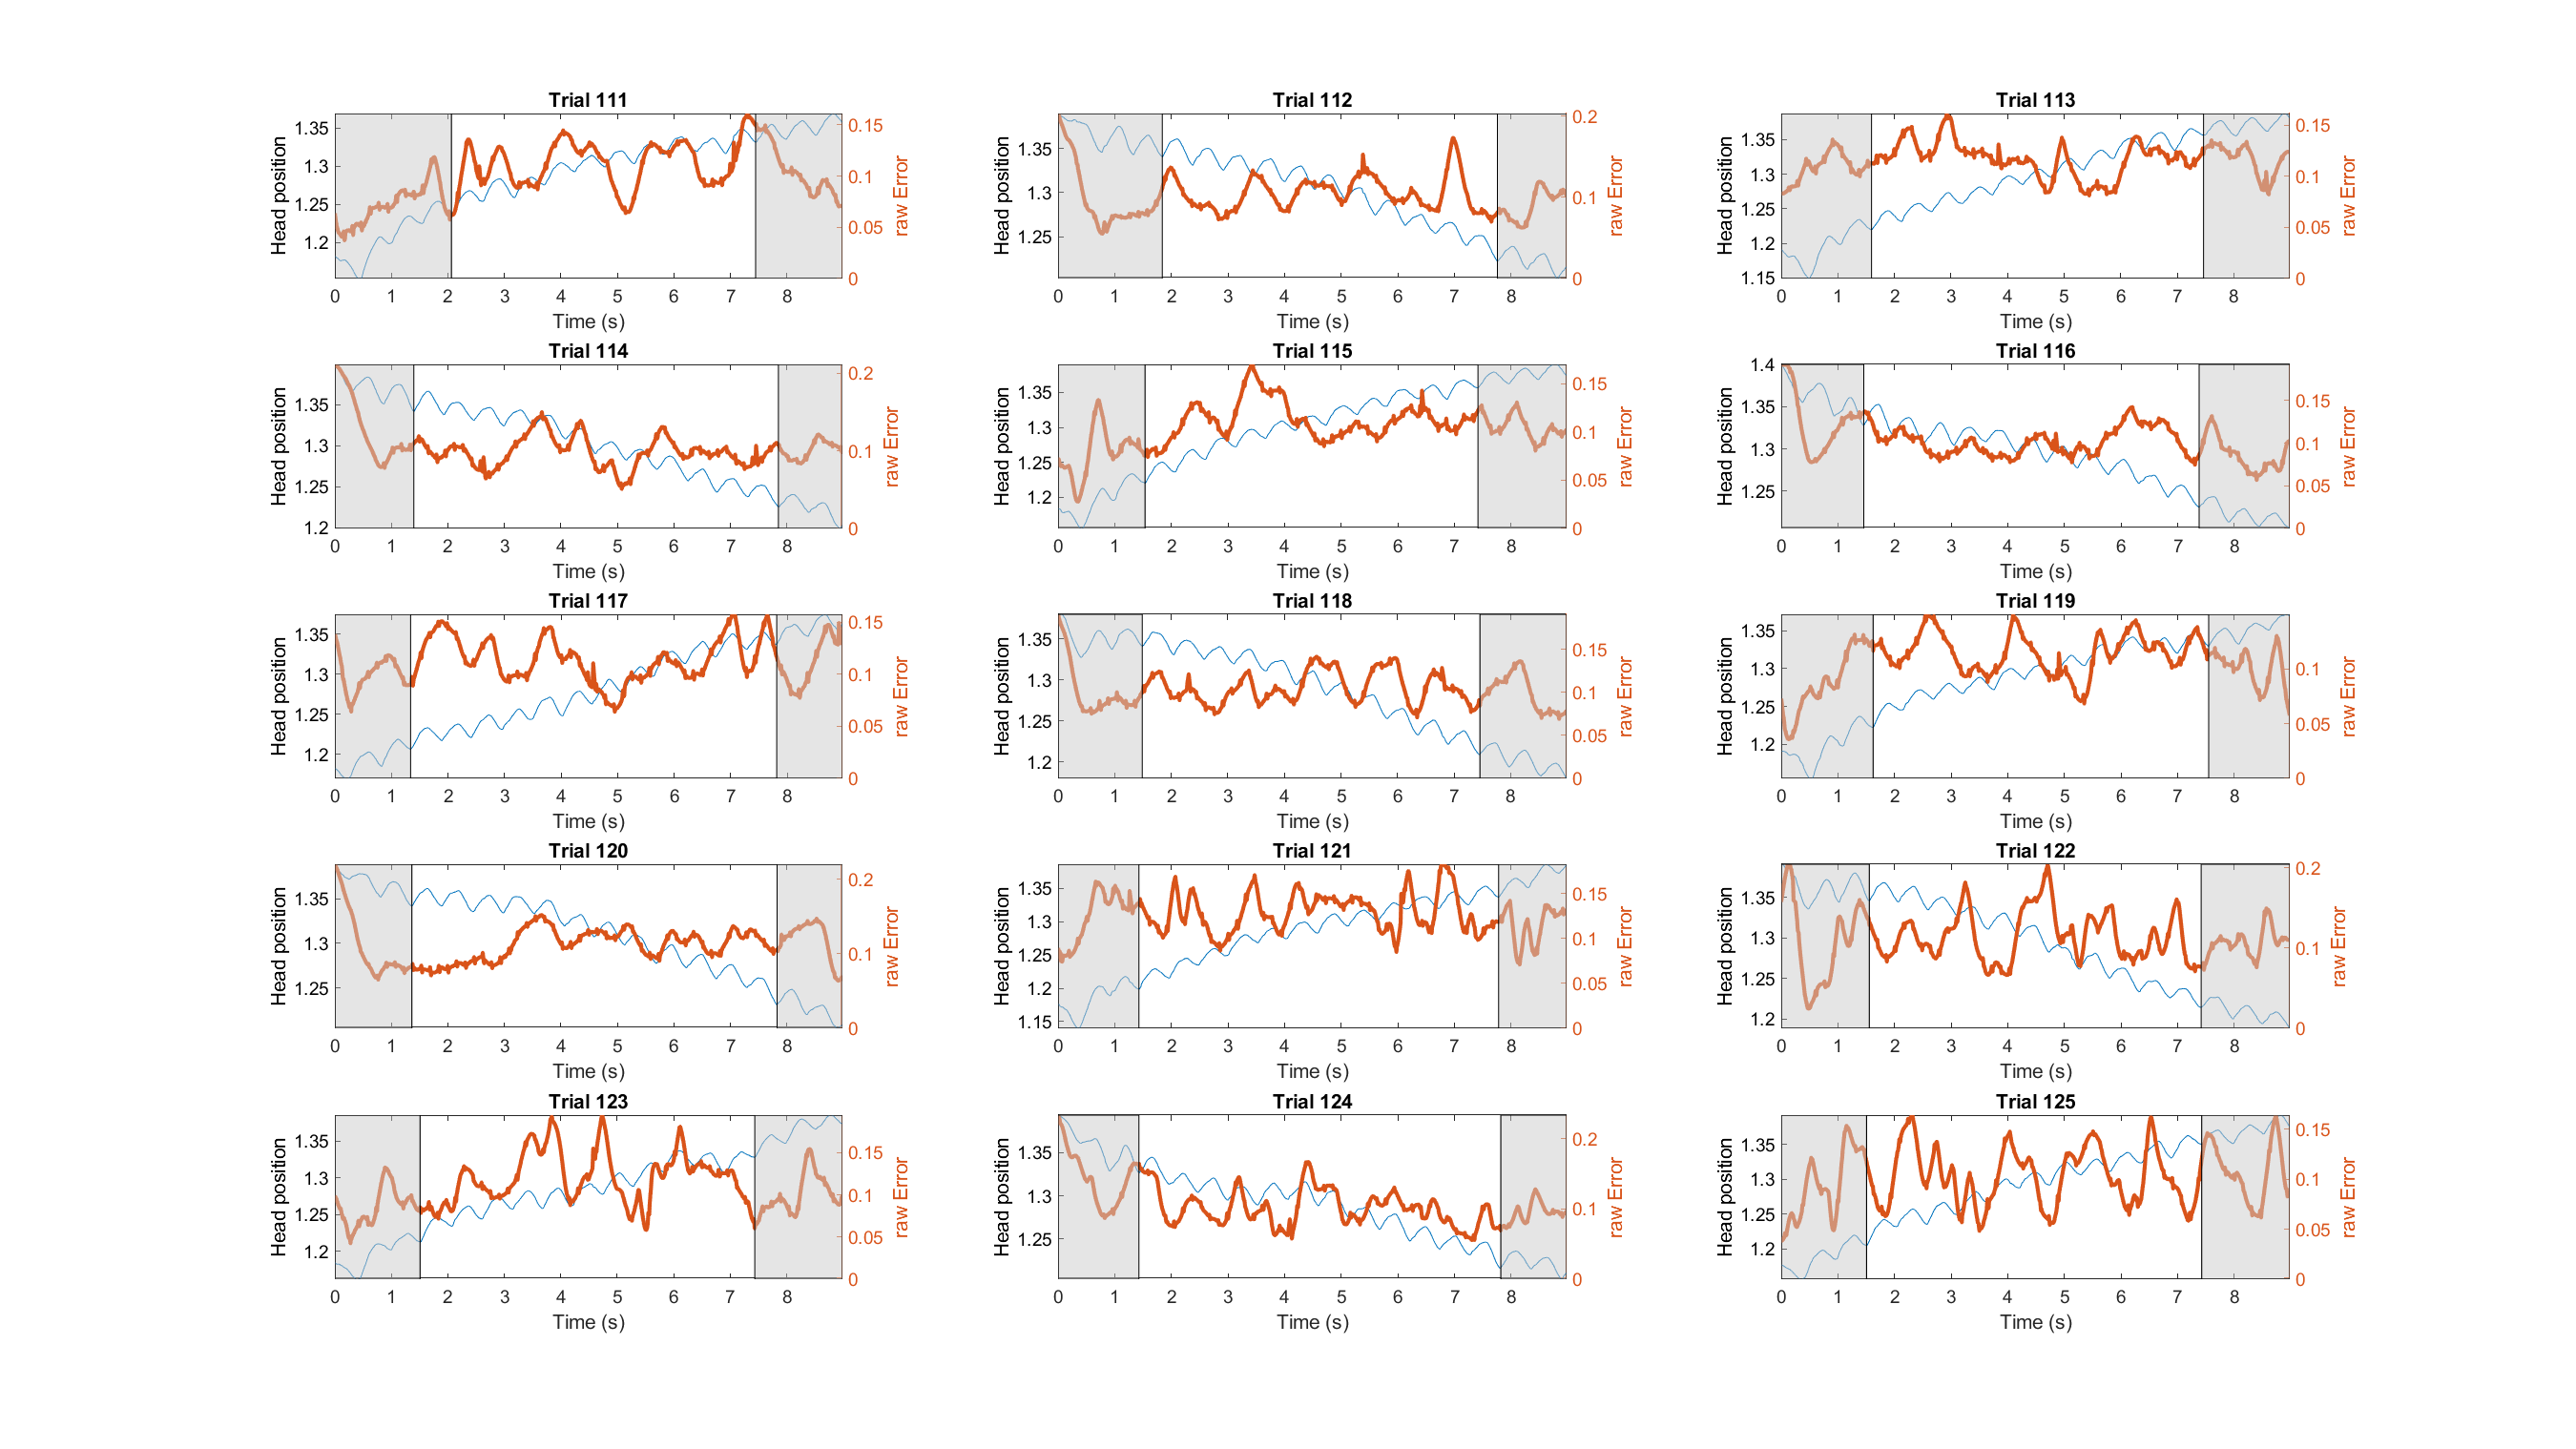 Trial 111
Head position
1.35
1.3
1.25
1.2
0.15
0.1
0.05
0
raw Error
0 1 2 3 4 5 6 7 8
Time (s)
Trial 112
Head position
1.35
1.3
1.25
0.2
0.1
0
raw Error
0 1 2 3 4 5 6 7 8
Time (s)
Trial 113
Head position
1.35
1.3
1.25
1.2
1.15
0.15
0.1
0.05
0
raw Error
0 1 2 3 4 5 6 7 8
Time (s)
Trial 114
Head position
1.35
1.3
1.25
1.2
0.2
0.1
0
raw Error
0 1 2 3 4 5 6 7 8
Time (s)
Trial 115
Head position
1.35
1.3
1.25
1.2
0.15
0.1
0.05
0
raw Error
0 1 2 3 4 5 6 7 8
Time (s)
Trial 116
Head position
1.4
1.35
1.3
1.25
0.15
0.1
0.05
0
raw Error
0 1 2 3 4 5 6 7 8
Time (s)
Trial 117
Head position
1.35
1.3
1.25
1.2
0.15
0.1
0.05
0
raw Error
0 1 2 3 4 5 6 7 8
Time (s)
Trial 118
Head position
1.35
1.3
1.25
1.2
0.15
0.1
0.05
0
raw Error
0 1 2 3 4 5 6 7 8
Time (s)
Trial 119
Head position
1.35
1.3
1.25
1.2
0.1
0.05
0
raw Error
0 1 2 3 4 5 6 7 8
Time (s)
Trial 120
Head position
1.35
1.3
1.25
0.2
0.1
0
raw Error
0 1 2 3 4 5 6 7 8
Time (s)
Trial 121
Head position
1.35
1.3
1.25
1.2
1.15
0.15
0.1
0.05
0
raw Error
0 1 2 3 4 5 6 7 8
Time (s)
Trial 122
Head position
1.35
1.3
1.25
1.2
0.2
0.1
0
raw Error
0 1 2 3 4 5 6 7 8
Time (s)
Trial 123
Head position
1.35
1.3
1.25
1.2
0.15
0.1
0.05
0
raw Error
0 1 2 3 4 5 6 7 8
Time (s)
Trial 124
Head position
1.35
1.3
1.25
0.2
0.1
0
raw Error
0 1 2 3 4 5 6 7 8
Time (s)
Trial 125
Head position
1.35
1.3
1.25
1.2
0.15
0.1
0.05
0
raw Error
0 1 2 3 4 5 6 7 8
Time (s)